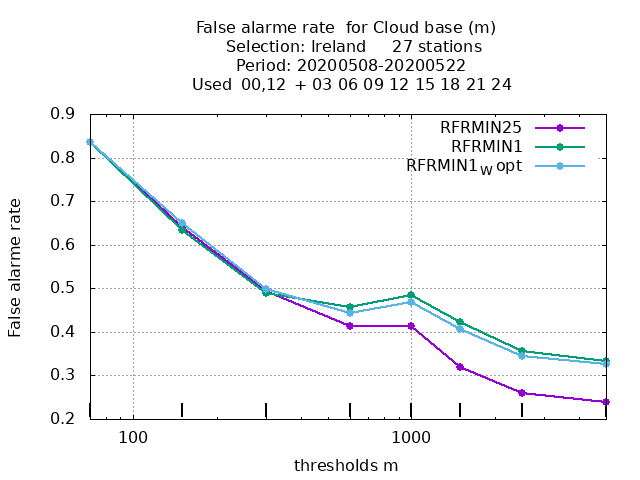 False alarme rate  for Cloud base (m)
Selection: Ireland     27 stations
Period: 20200508-20200522
Used  00,12  + 03 06 09 12 15 18 21 24
RFRMIN25
RFRMIN1
RFRMIN1W opt
False alarme rate
0.9
0.8
0.7
0.6
0.5
0.4
0.3
0.2
100
1000
thresholds m